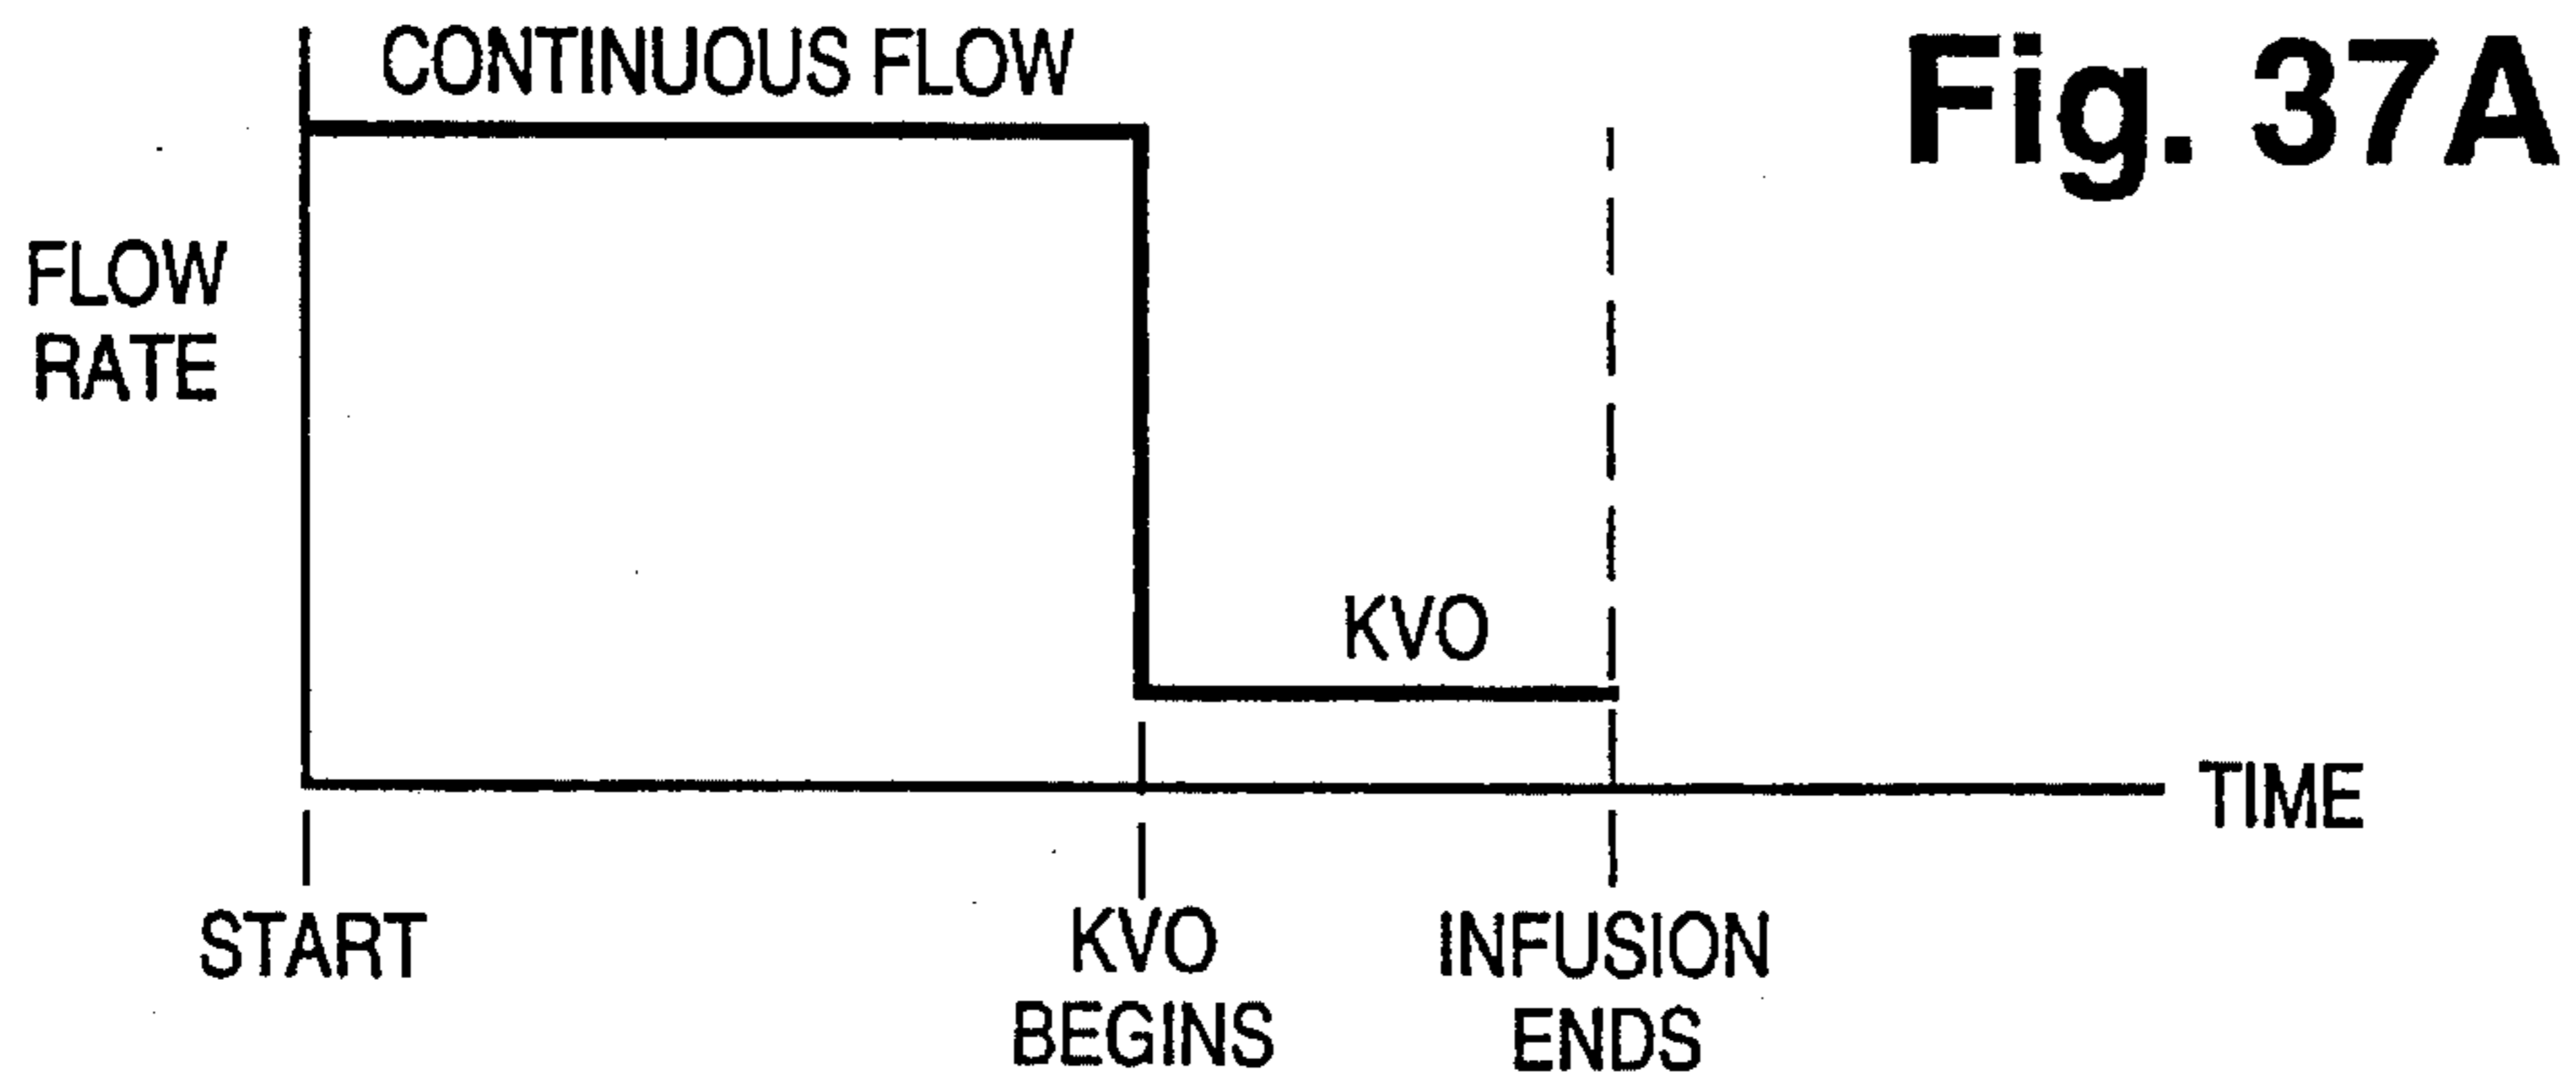 Fig. 37A
CONTINUOUS FLOW
FLOW
RATE
KVO
TIME
START
KVO
BEGINS
INFUSION
ENDS